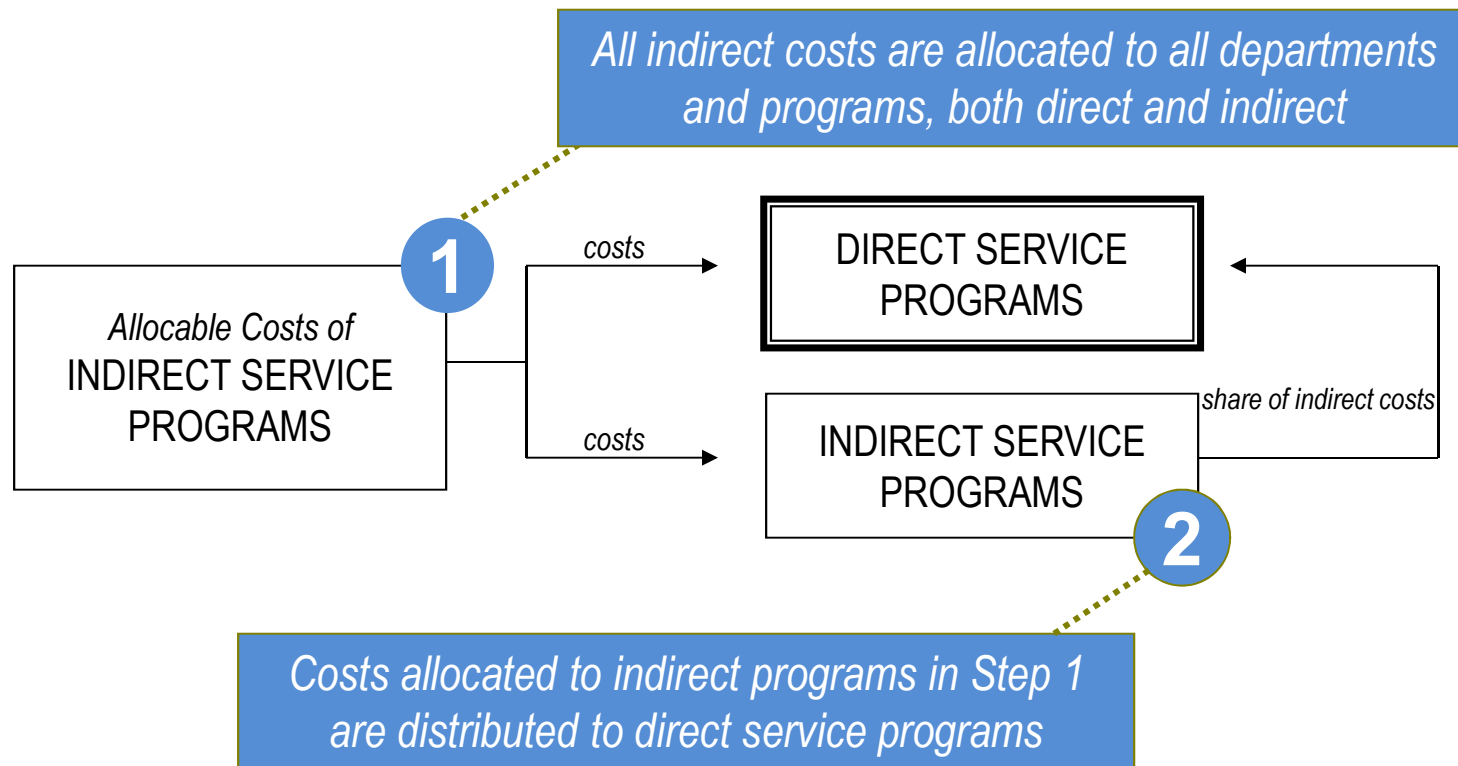 All indirect costs are allocated to all departments
and programs, both direct and indirect
1
costs
DIRECT SERVICE
PROGRAMS
Allocable Costs of
INDIRECT SERVICE
PROGRAMS
share of indirect costs
costs
INDIRECT SERVICE
PROGRAMS
2
Costs allocated to indirect programs in Step 1
are distributed to direct service programs